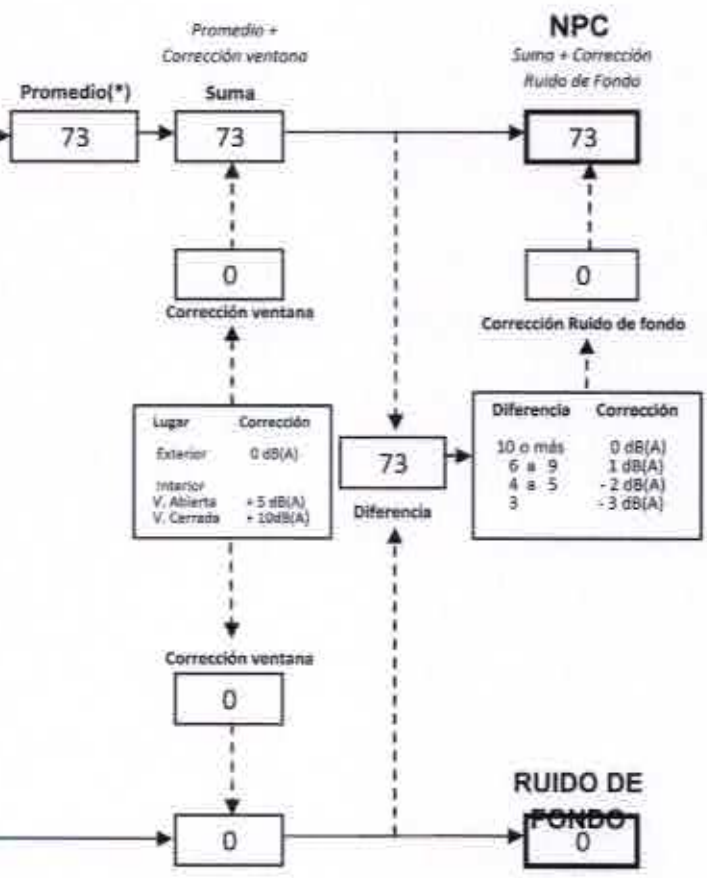 Promedio +
Corrección ventana
NPC
Suma + Corrección
Ruido de Fondo
Promedio(*)
Suma
73
73
73
0
Corrección ventana
0
Corrección Ruido de fondo
Lugar Corrección
Exterior 0 dB(A)
Interior
V. Abierta + 5 dB(A)
V. Cerrada + 10dB(A)
73
Diferencia
Diferencia Corrección
10 o más 0 dB(A)
6 a 9 1 dB(A)
4 a 5 - 2 dB(A)
3 - 3 dB(A)
Corrección ventana
0
0
RUIDO DE
FONDO
0